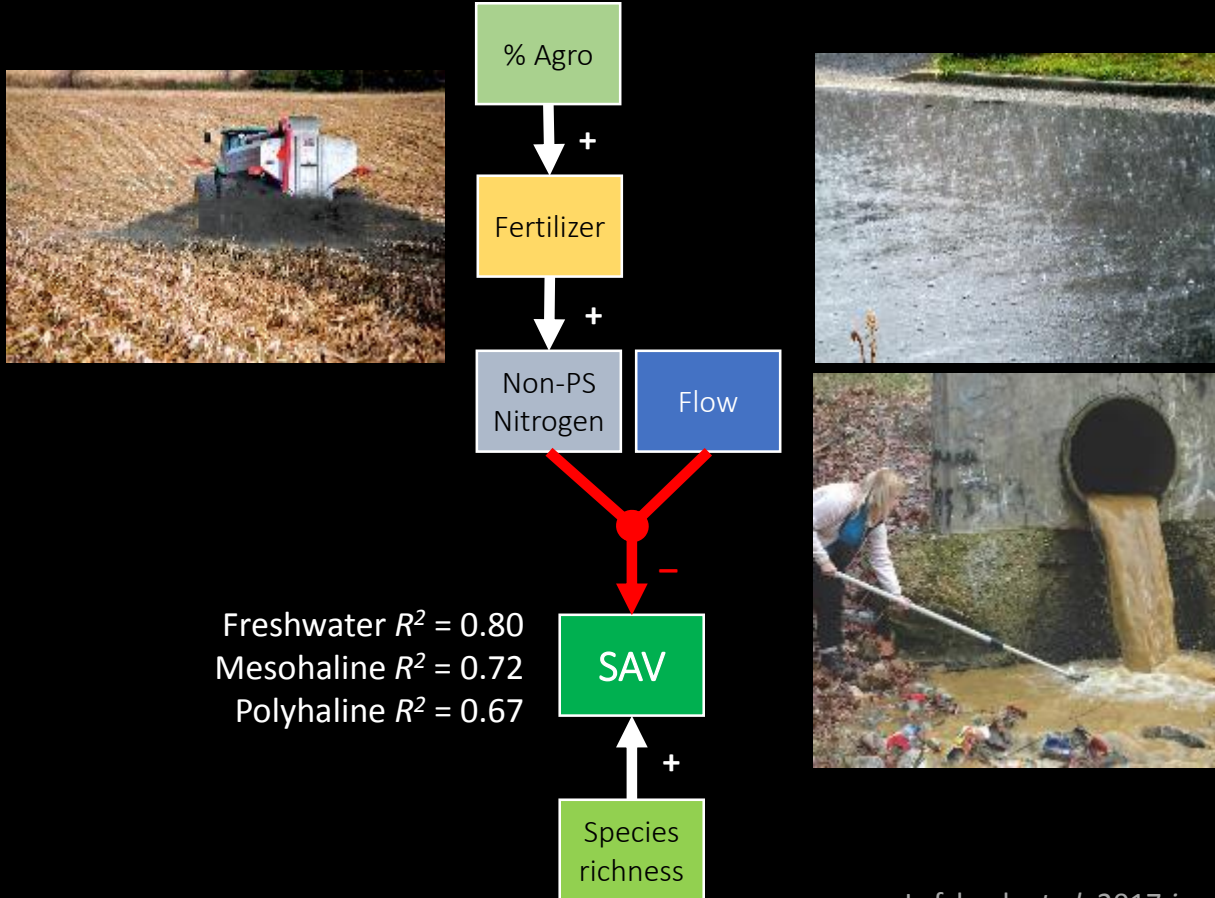 % Agro
+
Fertilizer
+
Non-PS
Nitrogen
Flow
–
Freshwater R² = 0.80
Mesohaline R² = 0.72
Polyhaline R² = 0.67
SAV
+
Species
richness
2017